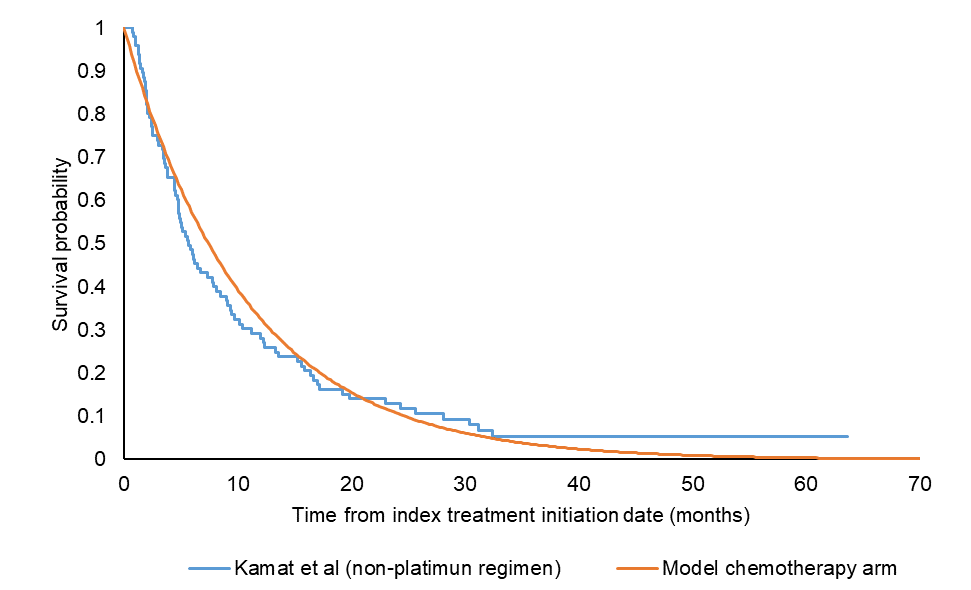 1
0.9
0.8
0.7
0.6
0.5
0.4
0.3
0.2
0.1
0
Survival probability
0 10 20 30 40 50 60 70
Time from index treatment initiation date (months)
Kamat et al (non-platimun regimen) Model chemotherapy arm